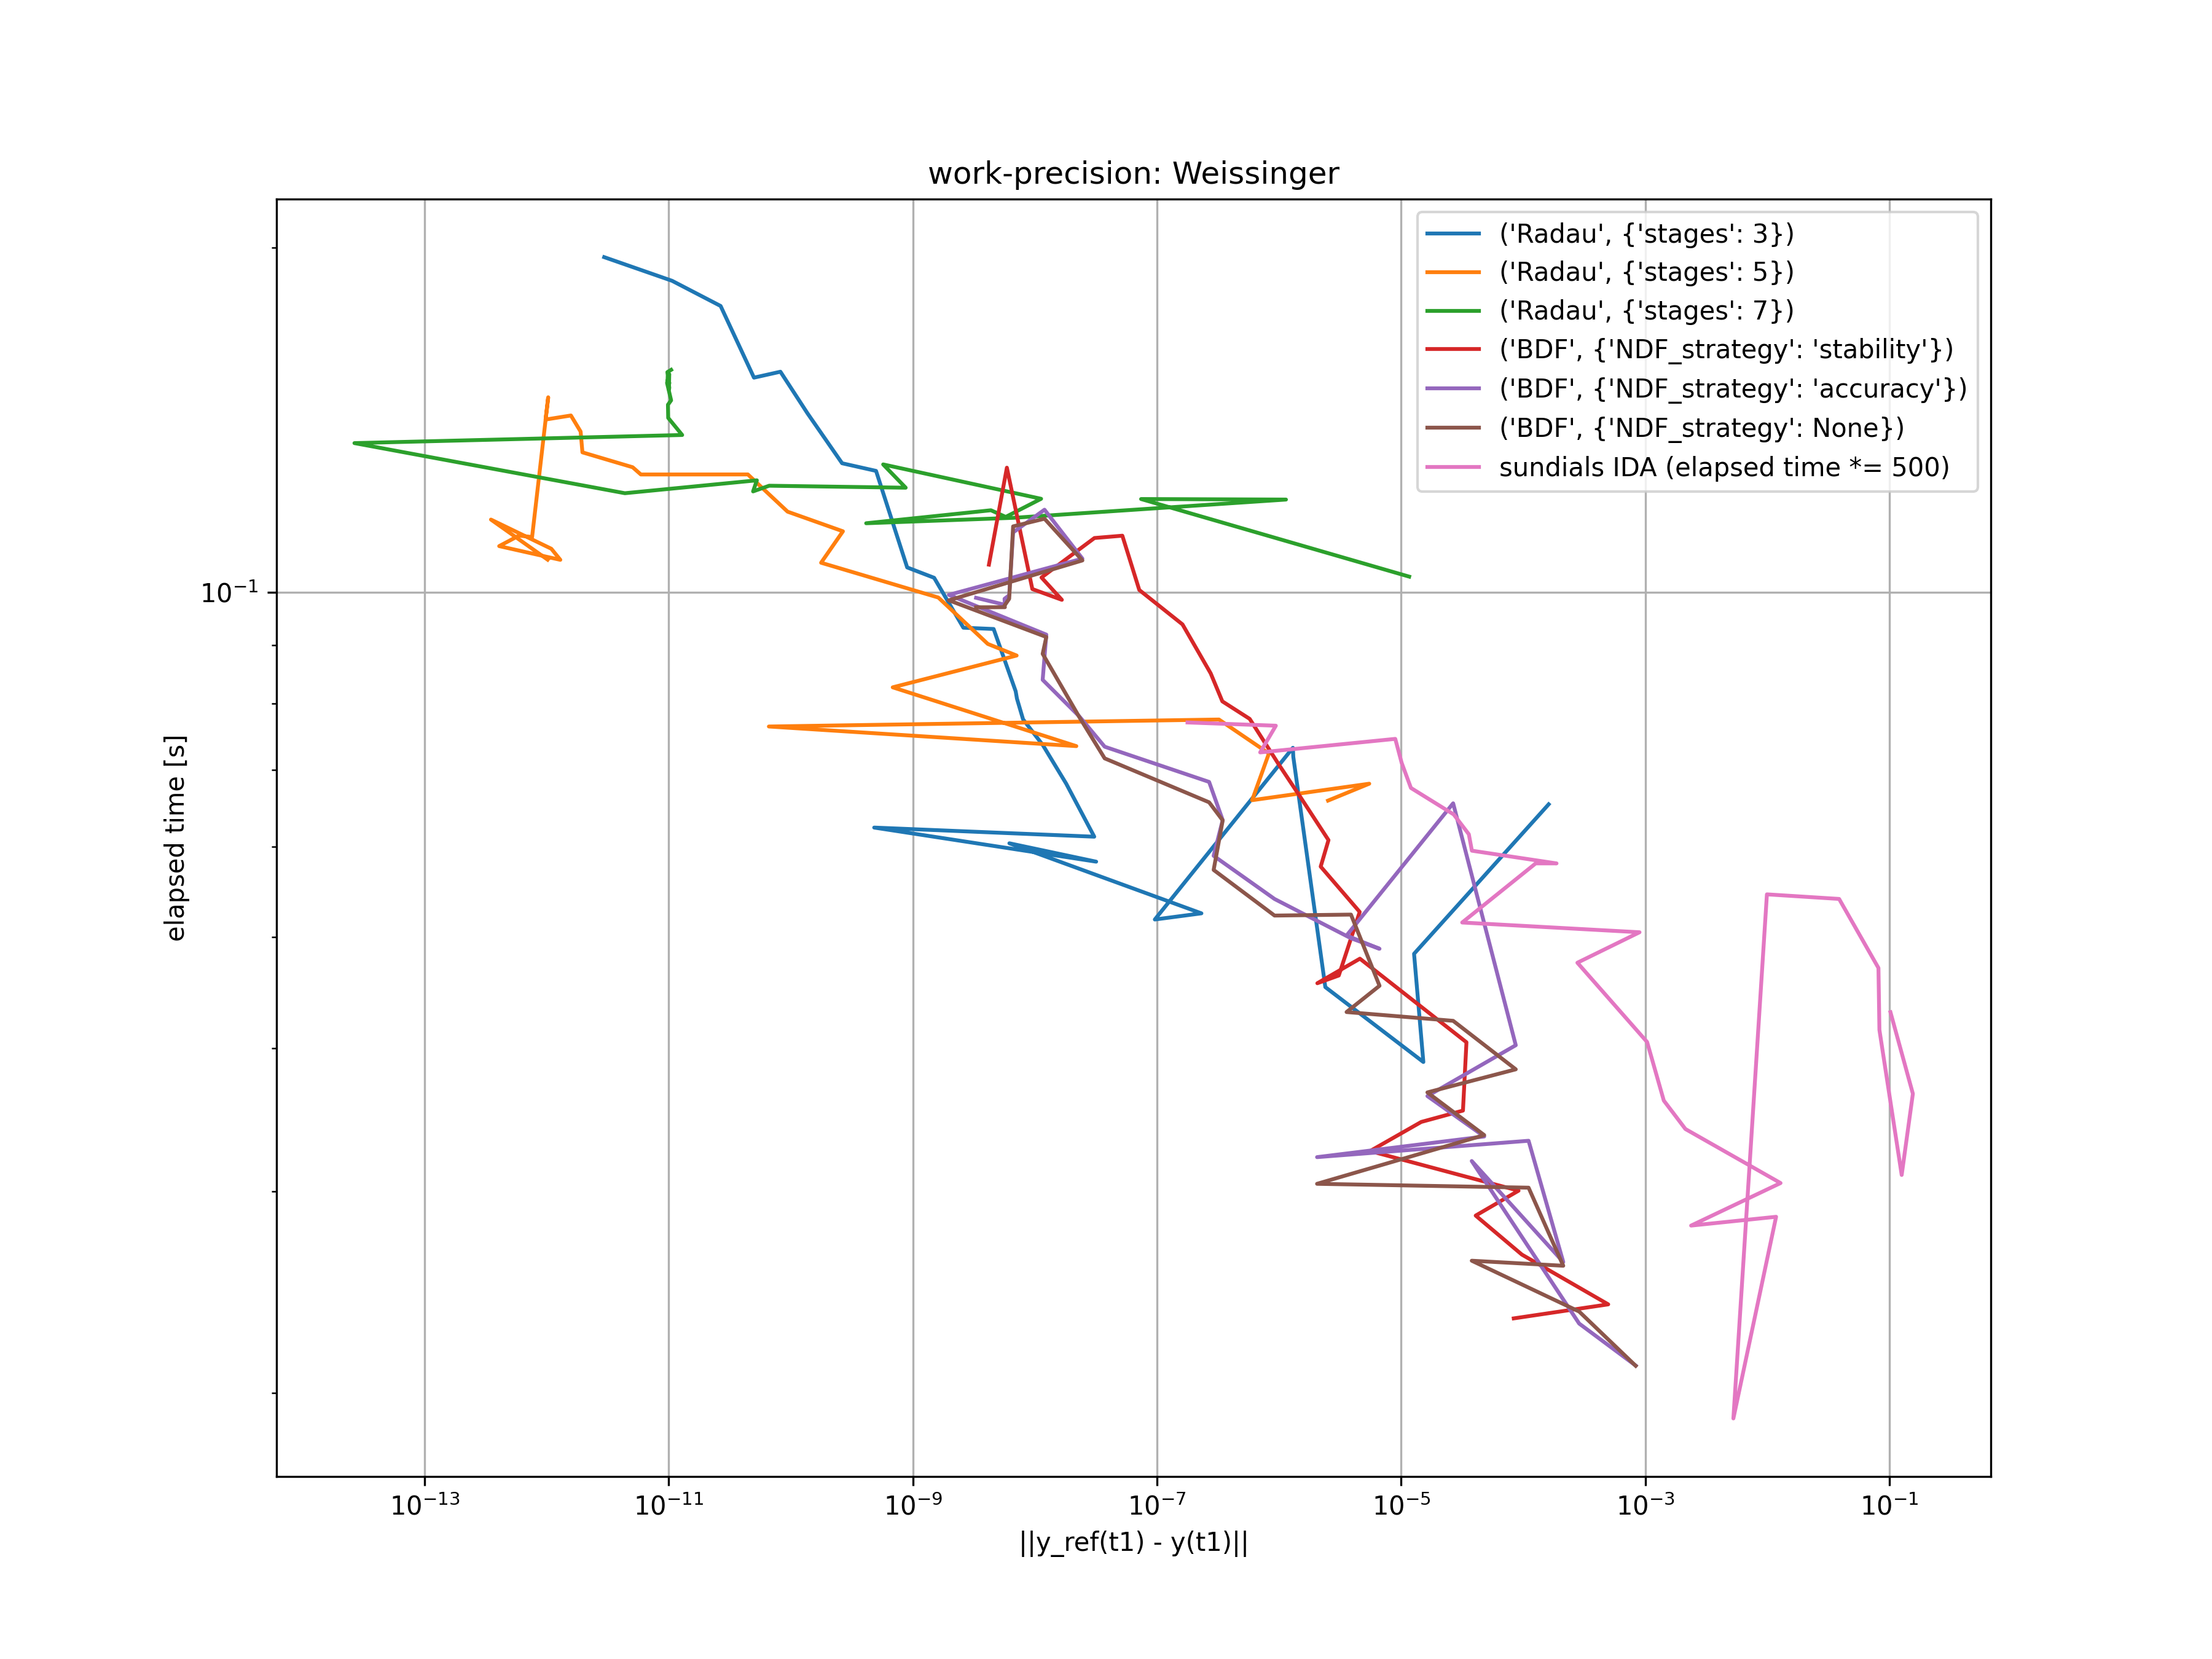 work-precision: Weissinger
('Radau', {'stages': 3})
('Radau', {'stages': 5})
('Radau', {'stages': 7})
('BDF', {'NDF_strategy': 'stability'})
('BDF', {'NDF_strategy': 'accuracy'})
('BDF', {'NDF_strategy': None})
sundials IDA (elapsed time *= 500)
10⁻¹
elapsed time [s]
10⁻¹³ 10⁻¹¹ 10⁻⁹ 10⁻⁷ 10⁻⁵ 10⁻³ 10⁻¹
||y_ref(t1) - y(t1)||